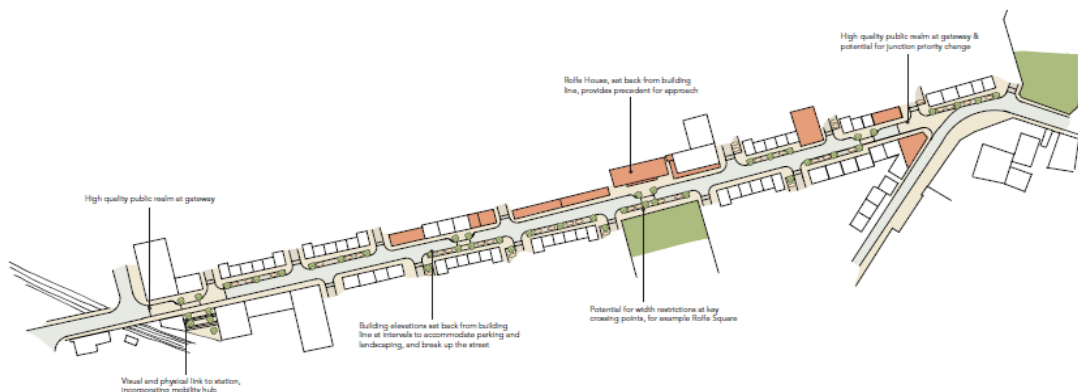 High quality public realm at gateway &
potential for junction priority change
Rolfe House, set back from building
line, provides precedent for approach
High quality public realm at gateway
Potential for width restrictions at key
crossing points, for example Rolfe Square
Building elevations set back from building
line at intervals to accommodate parking and
landscaping, and break up the street
Visual and physical link to station,
incorporating mobility hub